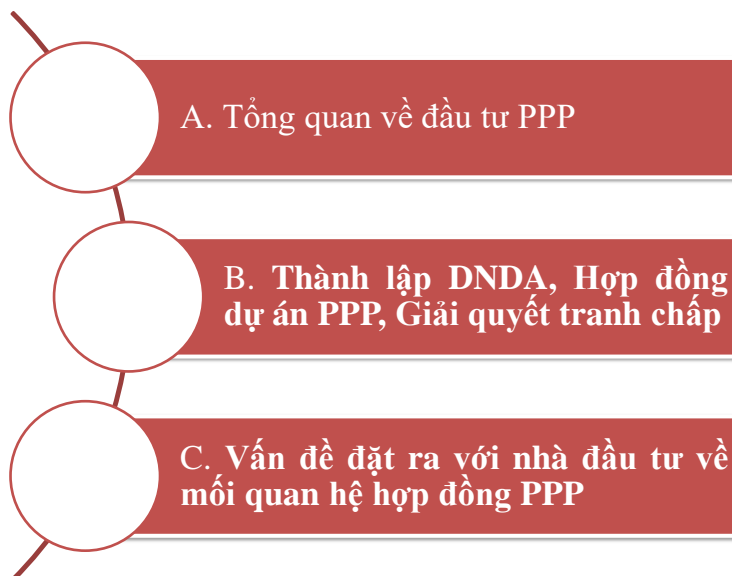 A. Tổng quan về đầu tư PPP
B. Thành lập DNDA, Hợp đồng
dự án PPP, Giải quyết tranh chấp
C. Vấn đề đặt ra với nhà đầu tư về
mối quan hệ hợp đồng PPP